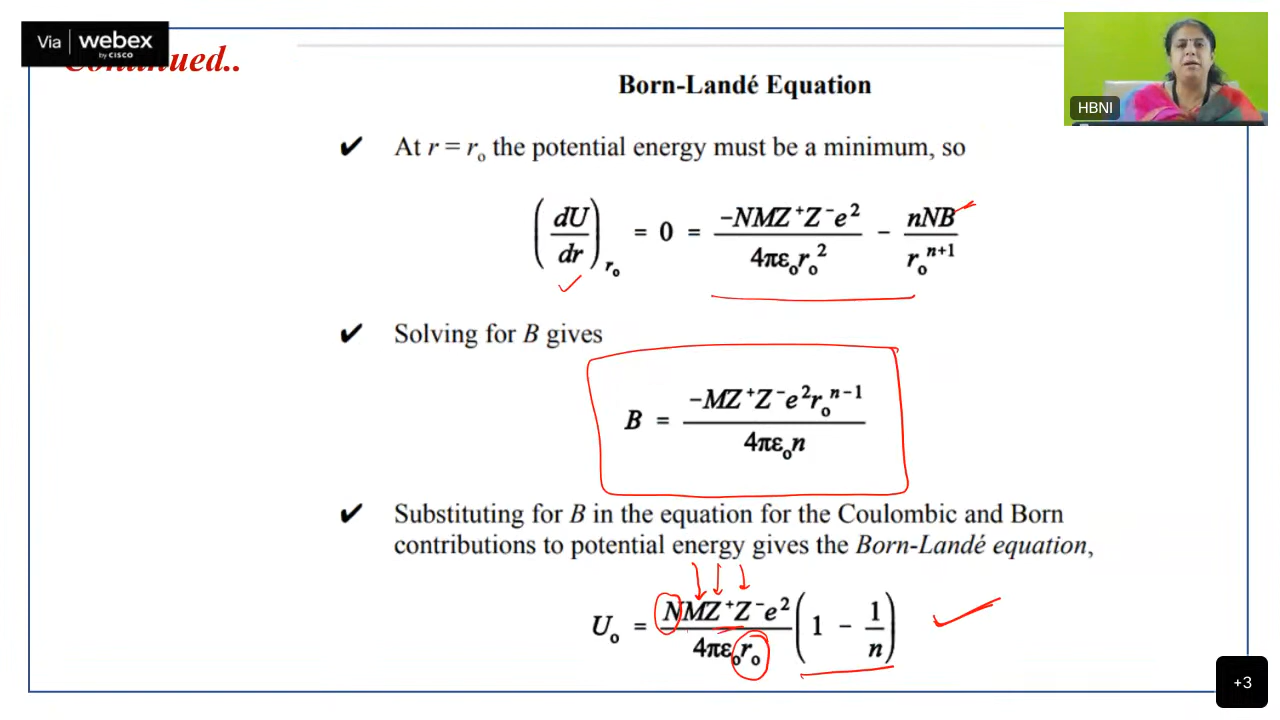 Via webex
by CISCO
Continued..
HBNI
Born-Landé Equation
✔ At r = r₀ the potential energy must be a minimum, so
(dU/dr)r₀ = 0 = −NMZ⁺Z⁻e²/4πε₀r₀² − nNB/r₀ⁿ⁺¹
✔ Solving for B gives
B = −MZ⁺Z⁻e²r₀ⁿ⁻¹/4πε₀n
✔ Substituting for B in the equation for the Coulombic and Born
contributions to potential energy gives the Born-Landé equation,
U₀ = NMZ⁺Z⁻e²/4πε₀r₀ (1 − 1/n)
+3